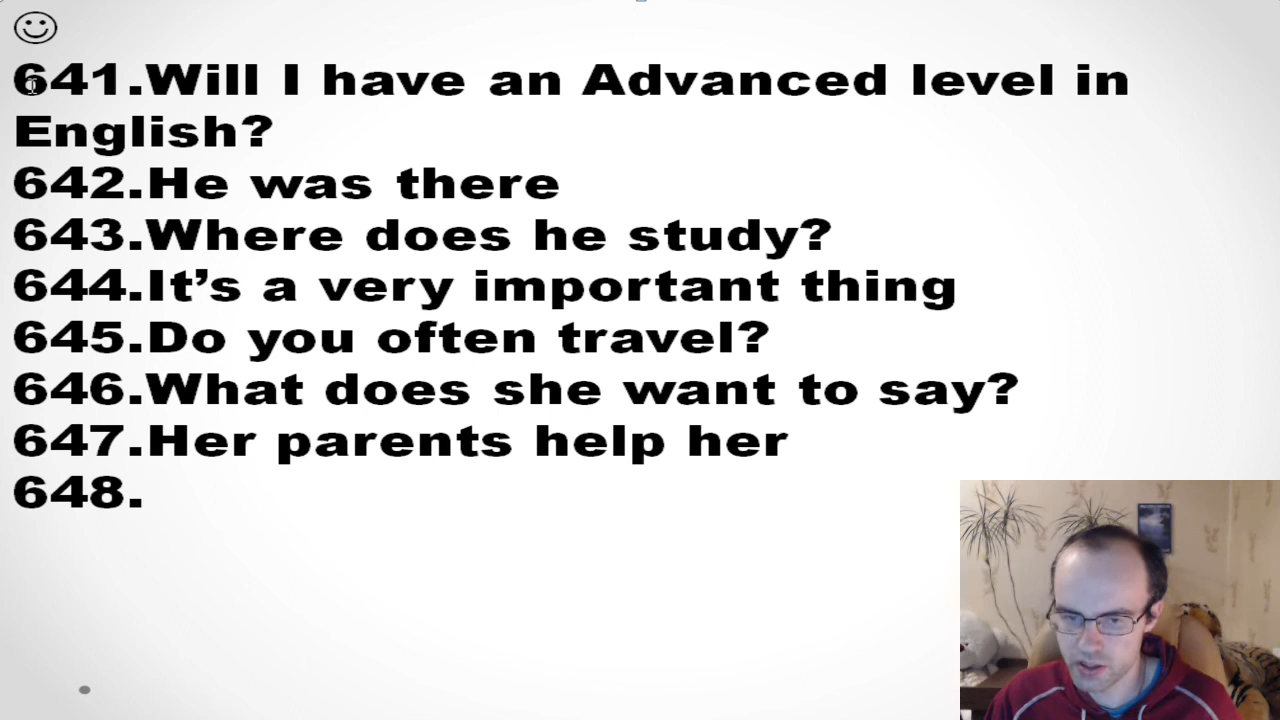 641.Will I have an Advanced level in
English?
642.He was there
643.Where does he study?
644.It’s a very important thing
645.Do you often travel?
646.What does she want to say?
647.Her parents help her
648.